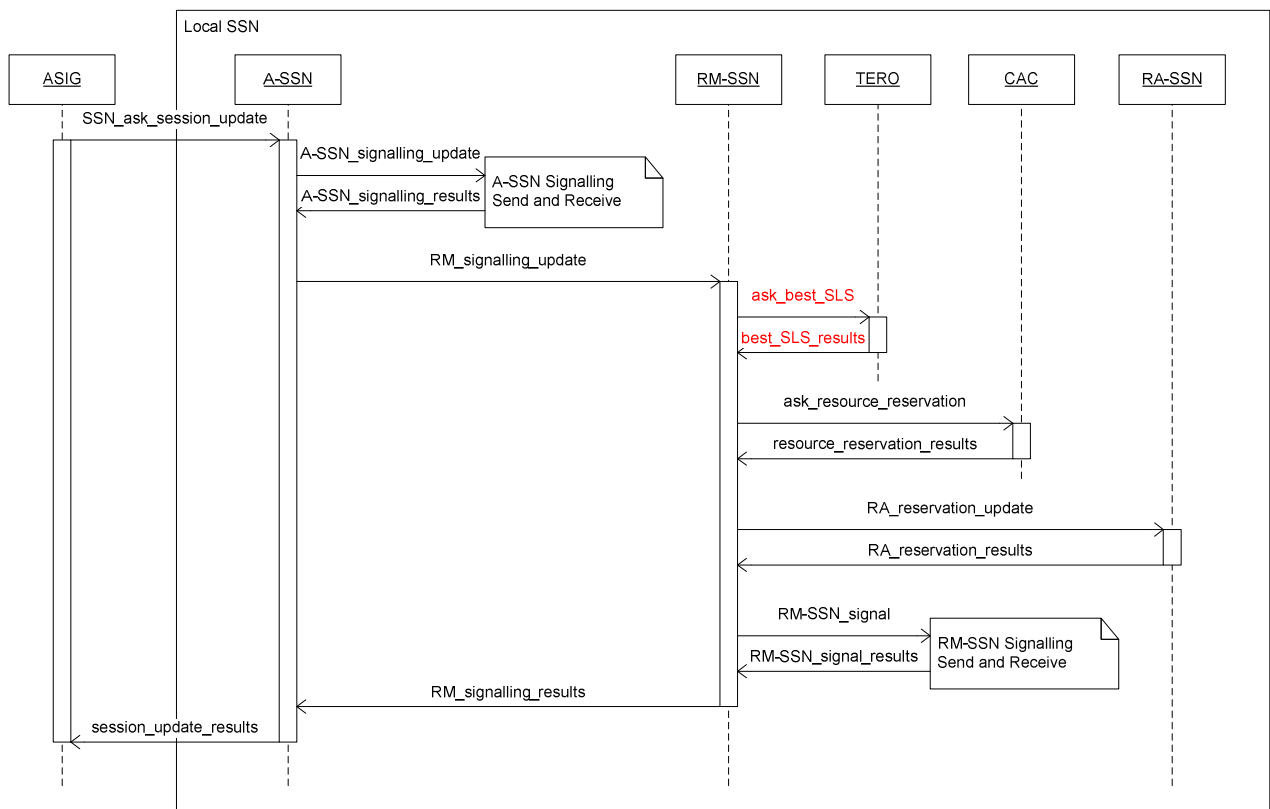 Local SSN
ASIG
A-SSN
RM-SSN
TERO
CAC
RA-SSN
SSN_ask_session_update
A-SSN_signalling_update
A-SSN Signalling
Send and Receive
A-SSN_signalling_results
RM_signalling_update
ask_best_SLS
best_SLS_results
ask_resource_reservation
resource_reservation_results
RA_reservation_update
RA_reservation_results
RM-SSN_signal
RM-SSN Signalling
Send and Receive
RM-SSN_signal_results
RM_signalling_results
session_update_results